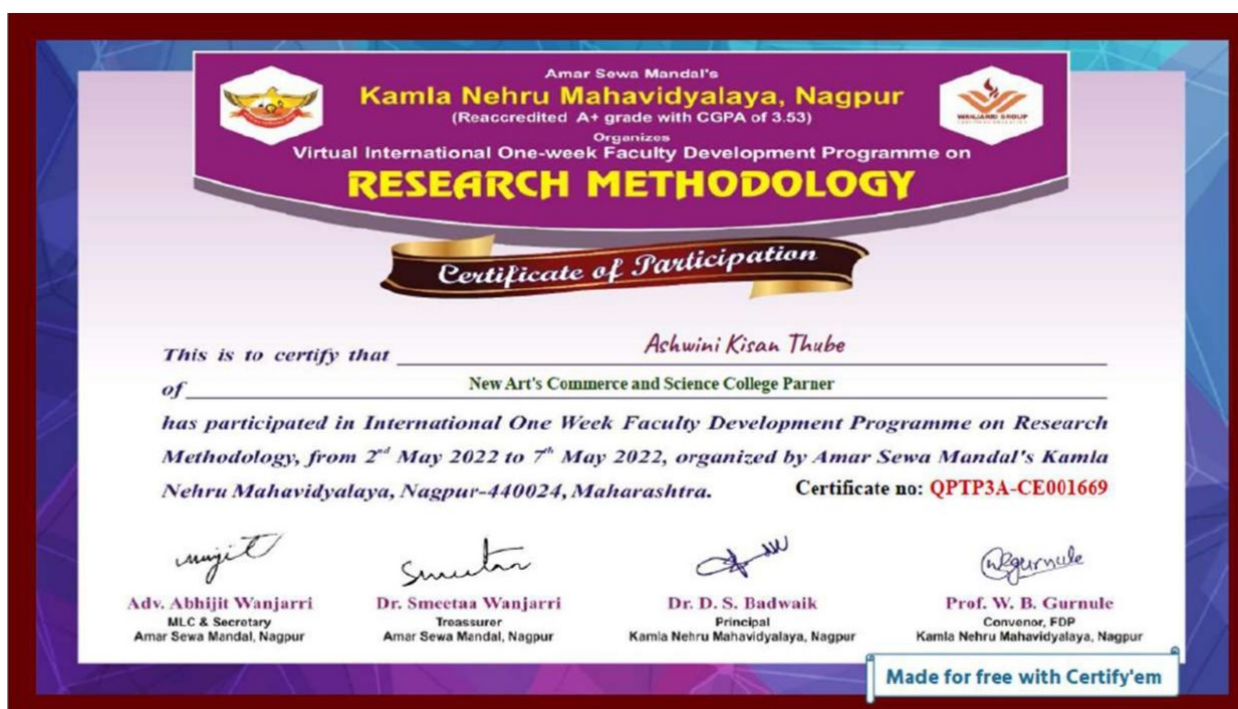 Amar Sewa Mandal's
Kamla Nehru Mahavidyalaya, Nagpur
(Reaccredited A+ grade with CGPA of 3.53)
Organizes
Virtual International One-week Faculty Development Programme on
RESEARCH METHODOLOGY
WANJARRI GROUP
Certificate of Participation
This is to certify that Ashwini Kisan Thube
of New Art's Commerce and Science College Parner
has participated in International One Week Faculty Development Programme on Research
Methodology, from 2nd May 2022 to 7th May 2022, organized by Amar Sewa Mandal's Kamla
Nehru Mahavidyalaya, Nagpur-440024, Maharashtra. Certificate no: QPTP3A-CE001669
Adv. Abhijit Wanjarri Dr. Smeetaa Wanjarri Dr. D. S. Badwaik Prof. W. B. Gurnule
MLC & Secretary Treassurer Principal Convenor, FDP
Amar Sewa Mandal, Nagpur Amar Sewa Mandal, Nagpur Kamla Nehru Mahavidyalaya, Nagpur Kamla Nehru Mahavidyalaya, Nagpur
Made for free with Certify'em